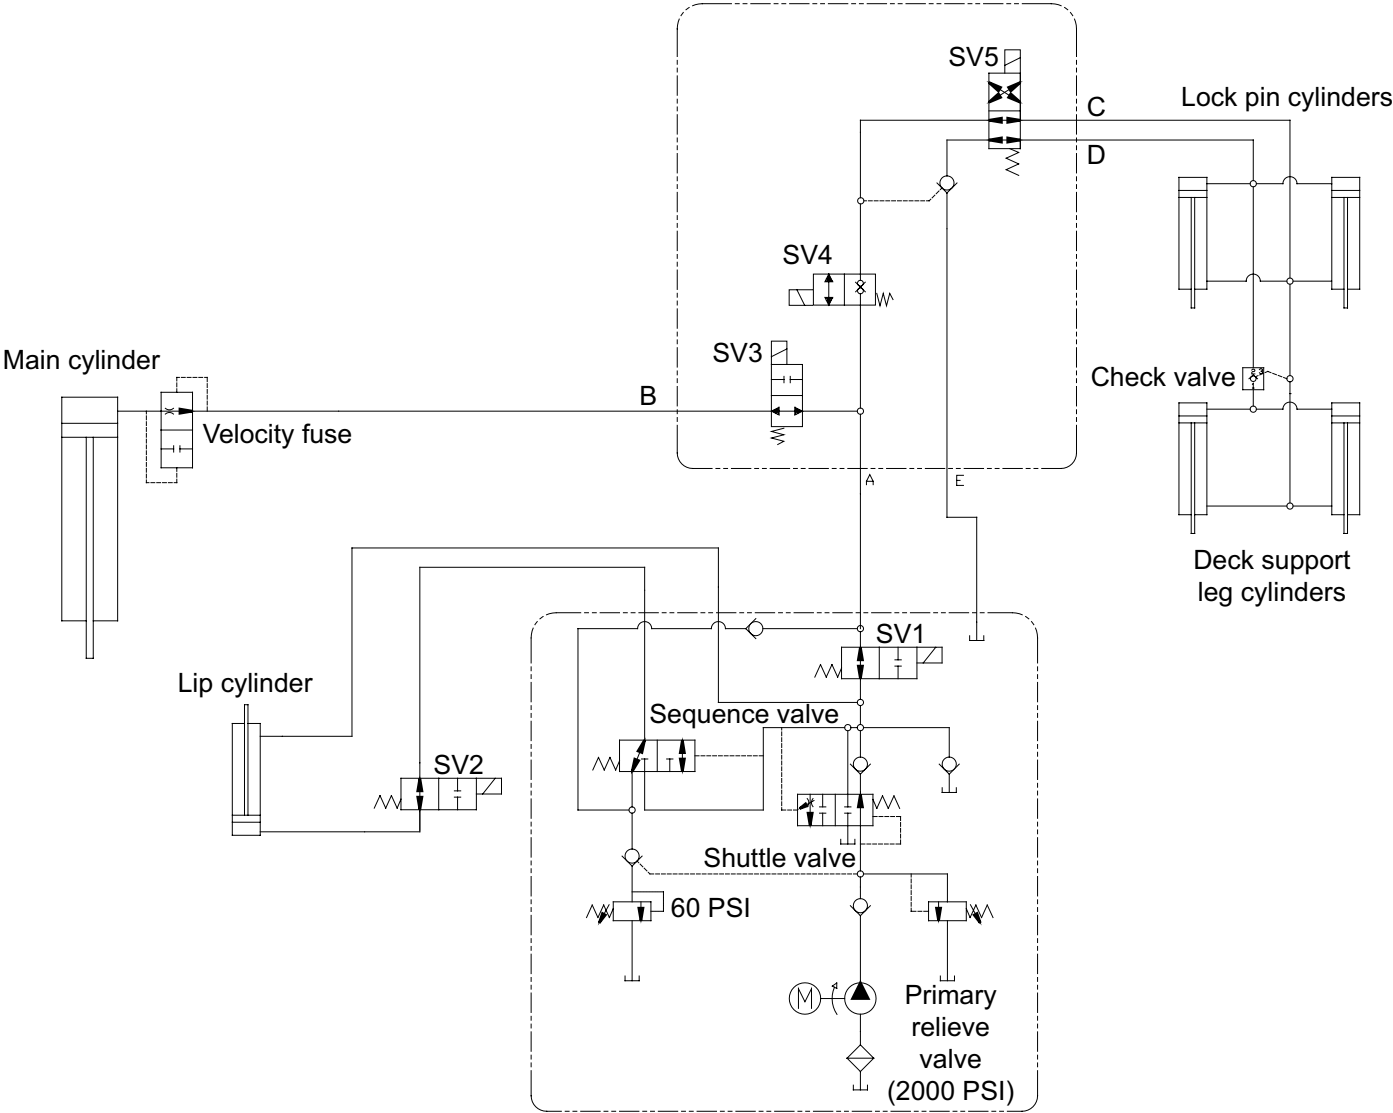 SV5
C
Lock pin cylinders
D
SV4
SV3
Main cylinder
B
Check valve
Velocity fuse
A
E
Deck support
leg cylinders
SV1
Lip cylinder
Sequence valve
SV2
Shuttle valve
60 PSI
M
Primary
relieve
valve
(2000 PSI)